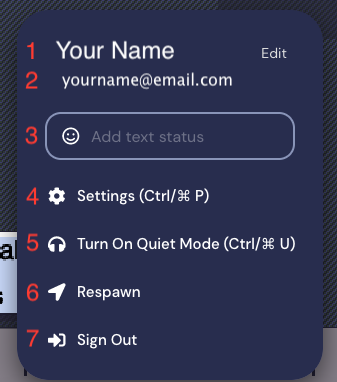 1 Your Name Edit
2 yourname@email.com
3 Add text status
4 Settings (Ctrl/⌘ P)
5 Turn On Quiet Mode (Ctrl/⌘ U)
6 Respawn
7 Sign Out